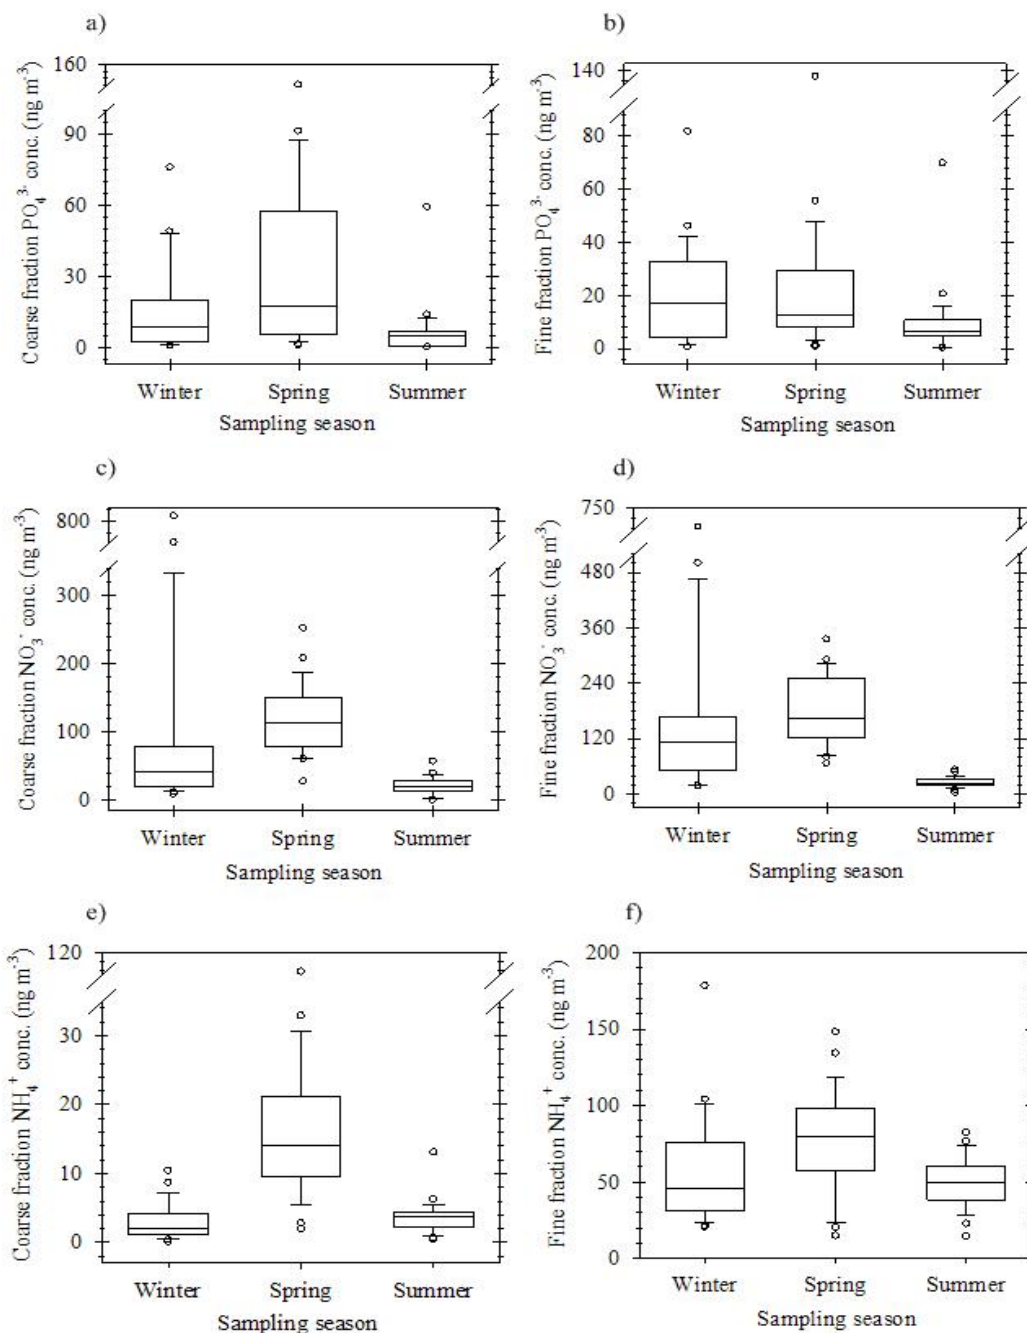 a)
Coarse fraction PO₄³⁻ conc. (ng m⁻³)
160
90
60
30
0
Winter Spring Summer
Sampling season
b)
Fine fraction PO₄³⁻ conc. (ng m⁻³)
140
80
60
40
20
0
Winter Spring Summer
Sampling season
c)
Coarse fraction NO₃⁻ conc. (ng m⁻³)
800
300
200
100
0
Winter Spring Summer
Sampling season
d)
Fine fraction NO₃⁻ conc. (ng m⁻³)
750
480
360
240
120
0
Winter Spring Summer
Sampling season
e)
Coarse fraction NH₄⁺ conc. (ng m⁻³)
120
30
20
10
0
Winter Spring Summer
Sampling season
f)
Fine fraction NH₄⁺ conc. (ng m⁻³)
200
150
100
50
0
Winter Spring Summer
Sampling season